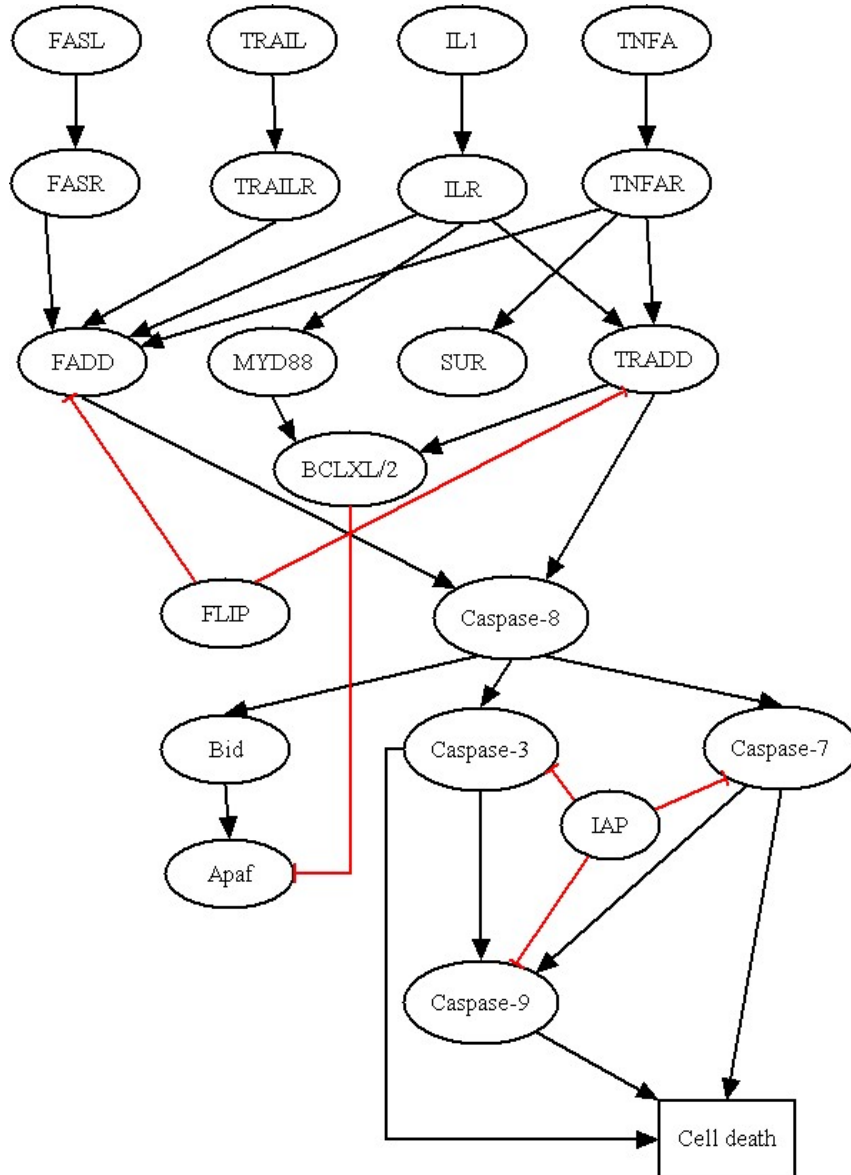 FASL
TRAIL
IL1
TNFA
FASR
TRAILR
ILR
TNFAR
FADD
MYD88
SUR
TRADD
BCLXL/2
FLIP
Caspase-8
Bid
Caspase-3
Caspase-7
IAP
Apaf
Caspase-9
Cell death